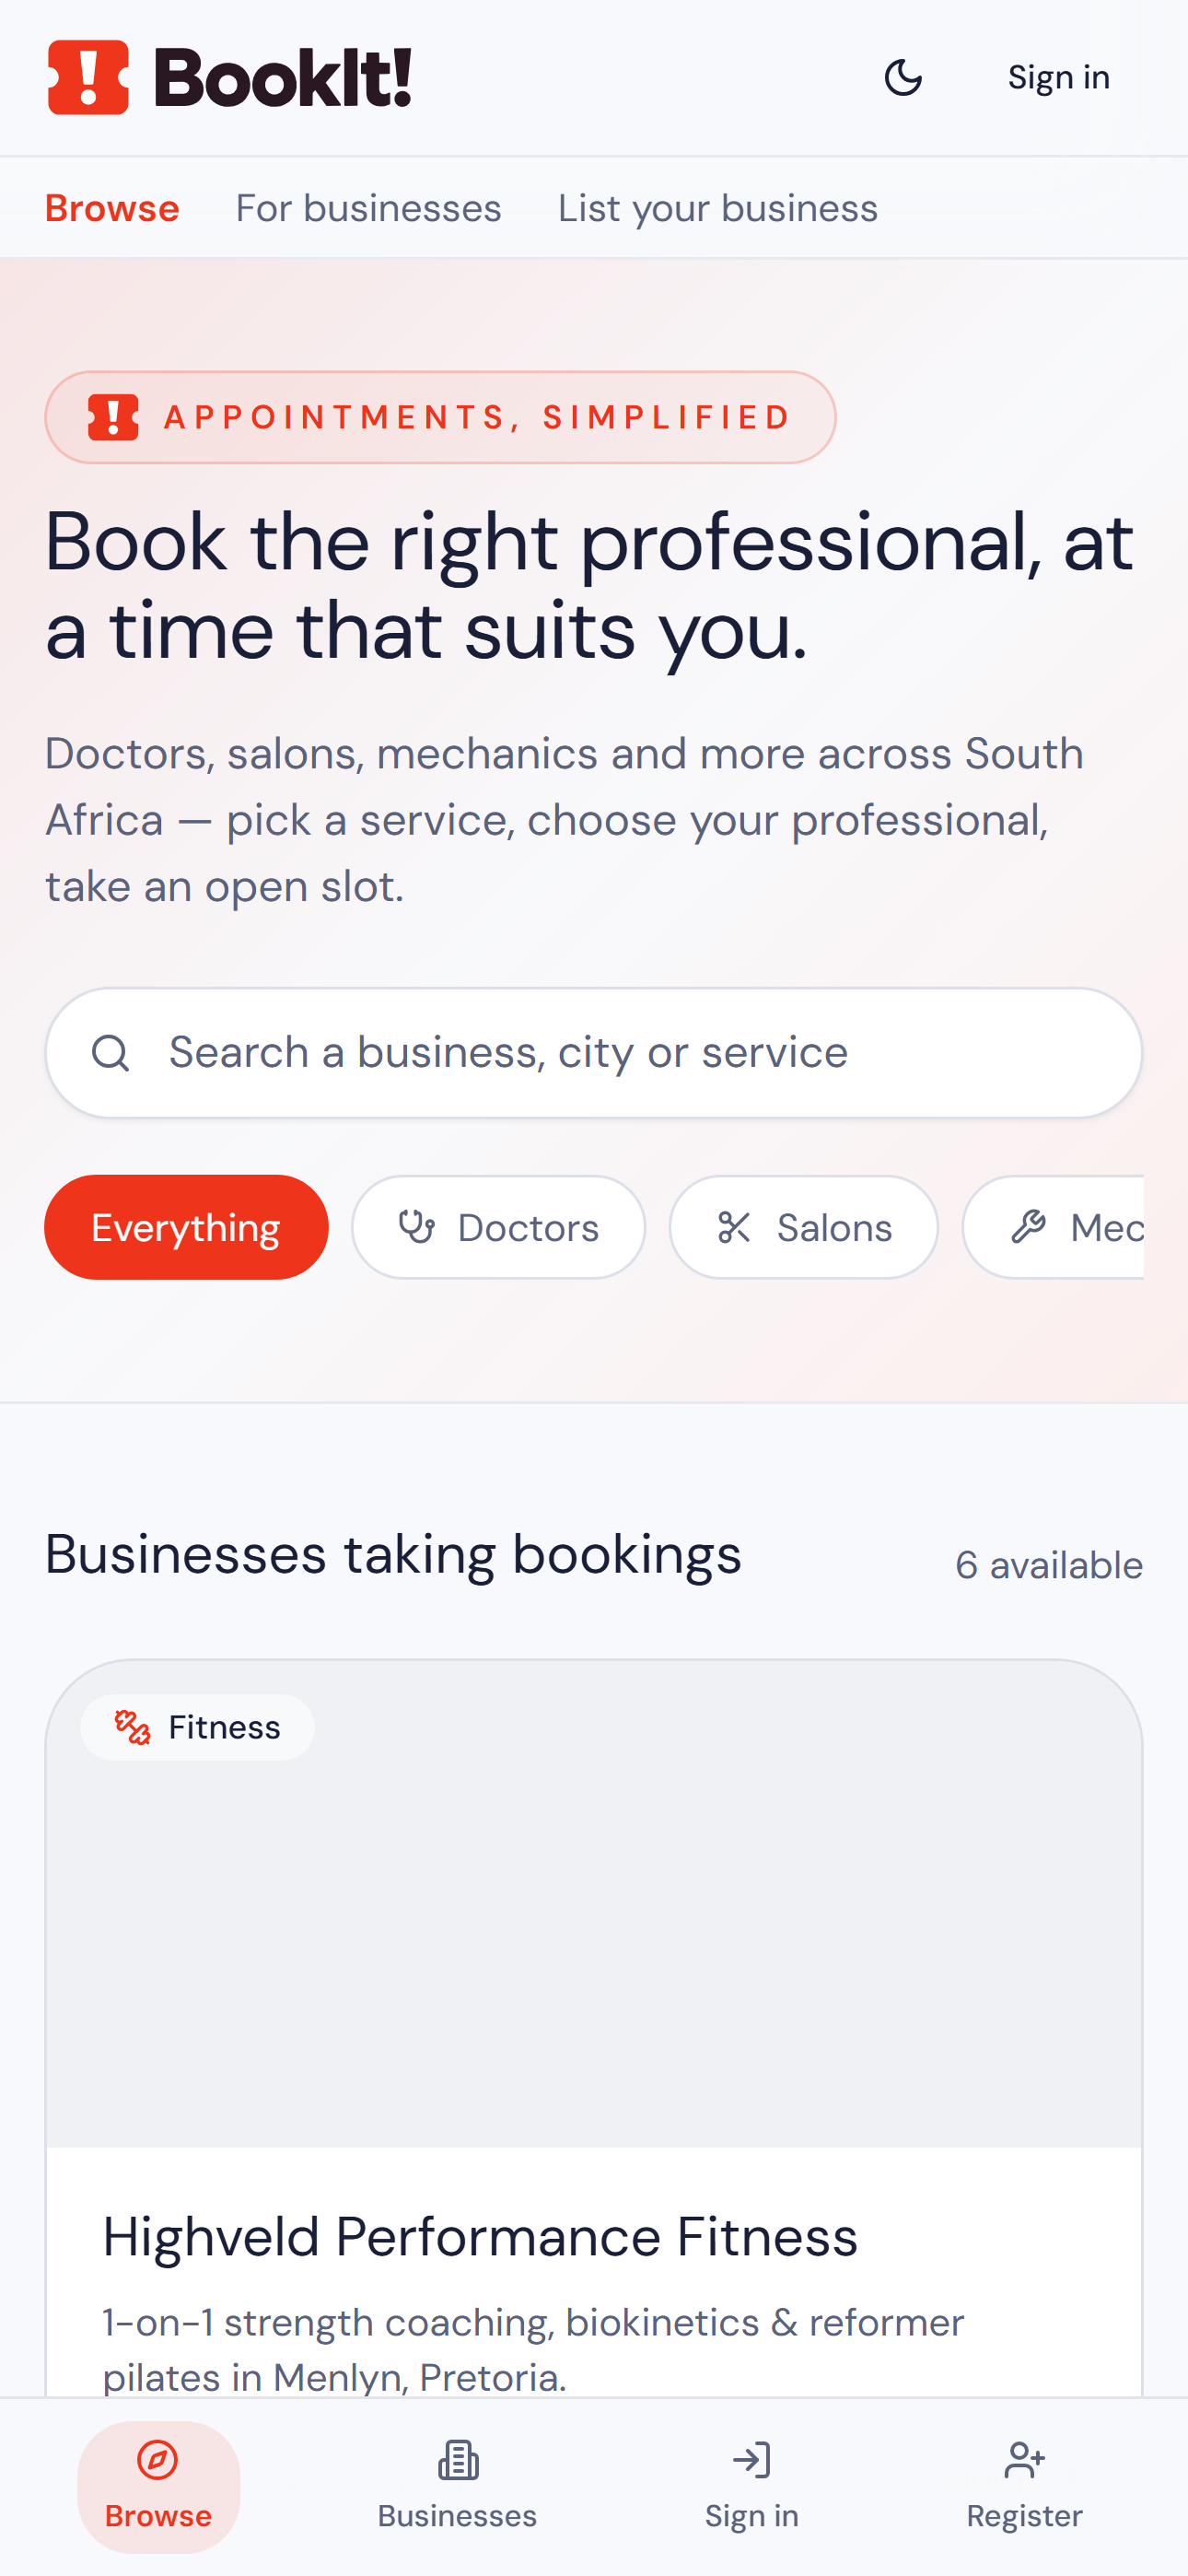 BookIt!
Sign in
Browse
For businesses
List your business
APPOINTMENTS, SIMPLIFIED
Book the right professional, at
a time that suits you.
Doctors, salons, mechanics and more across South
Africa — pick a service, choose your professional,
take an open slot.
Search a business, city or service
Everything
Doctors
Salons
Mec
Businesses taking bookings
6 available
Fitness
Highveld Performance Fitness
1-on-1 strength coaching, biokinetics & reformer
pilates in Menlyn, Pretoria.
Browse
Businesses
Sign in
Register